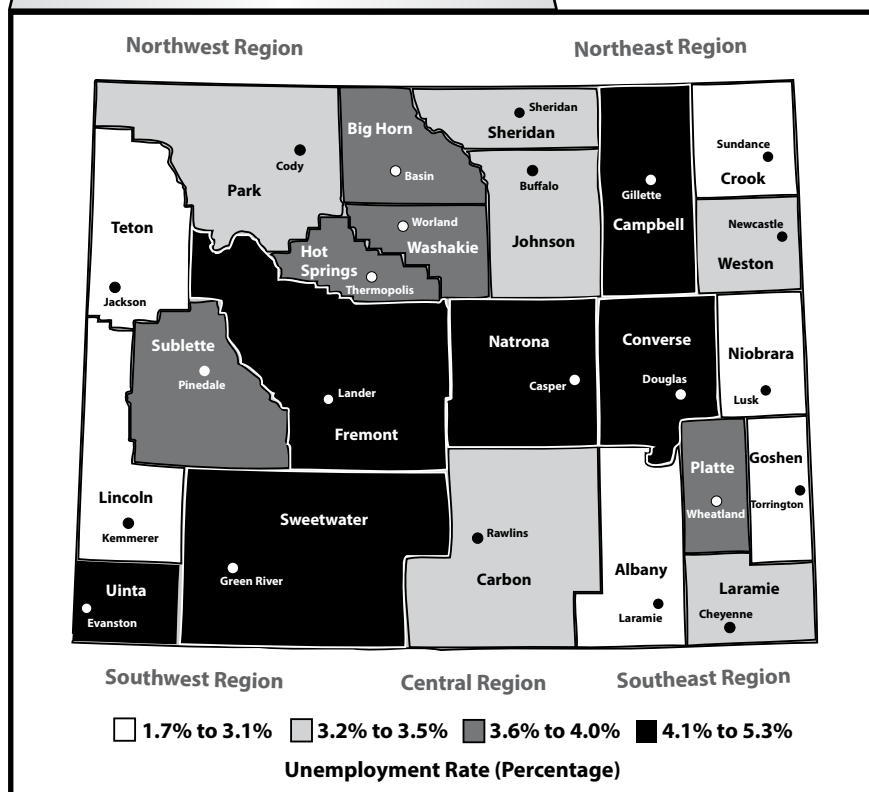 Northwest Region
Northeast Region
Big Horn
Sheridan
Sheridan
Sundance
Cody
Basin
Buffalo
Gillette
Crook
Park
Newcastle
Teton
Worland
Campbell
Hot
Springs
Washakie
Johnson
Weston
Jackson
Thermopolis
Sublette
Natrona
Converse
Niobrara
Pinedale
Casper
Douglas
Lander
Lusk
Fremont
Platte
Goshen
Lincoln
Wheatland
Torrington
Kemmerer
Sweetwater
Rawlins
Green River
Carbon
Albany
Uinta
Laramie
Evanston
Laramie
Cheyenne
Southwest Region
Central Region
Southeast Region
1.7% to 3.1%
3.2% to 3.5%
3.6% to 4.0%
4.1% to 5.3%
Unemployment Rate (Percentage)